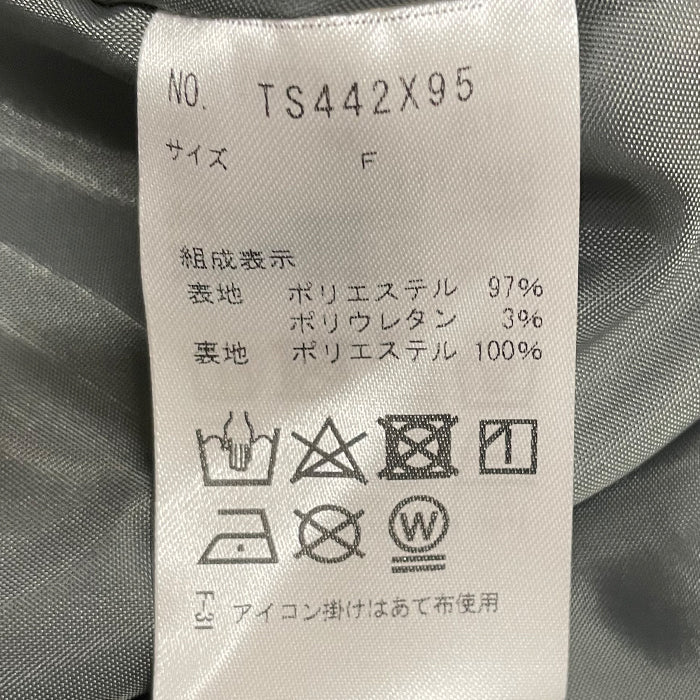 NO. TS442X95
サイズ F
組成表示
表地 ポリエステル 97%
ポリウレタン 3%
裏地 ポリエステル 100%
W
F-31 アイコン掛けはあて布使用